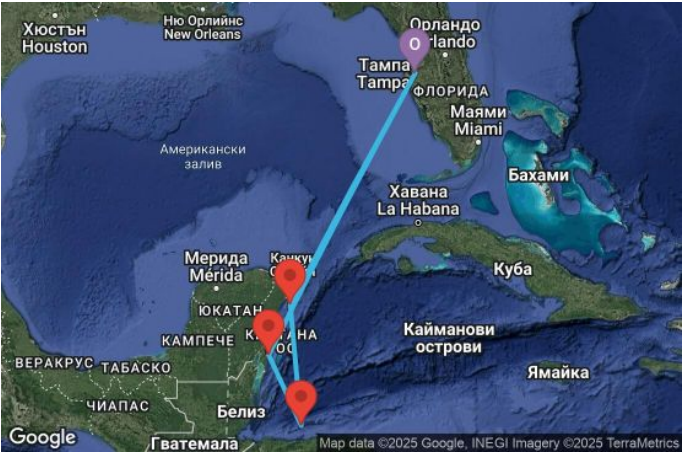 Хюстън
Houston
Ню Орлийнс
New Orleans
Орландо
rlando
O
Тампа
Tampa
ФЛОРИДА
Маями
Miami
Американски
залив
Бахами
Хавана
La Habana
Мерида
Mérida
Куба
ЮКАТАН
КАМПЕЧЕ
Кайманови
острови
ВЕРАКРУС
ТАБАСКО
Ямайка
ЧИАПАС
Белиз
Гватемала
Google
Map data ©2025 Google, INEGI Imagery ©2025 TerraMetrics